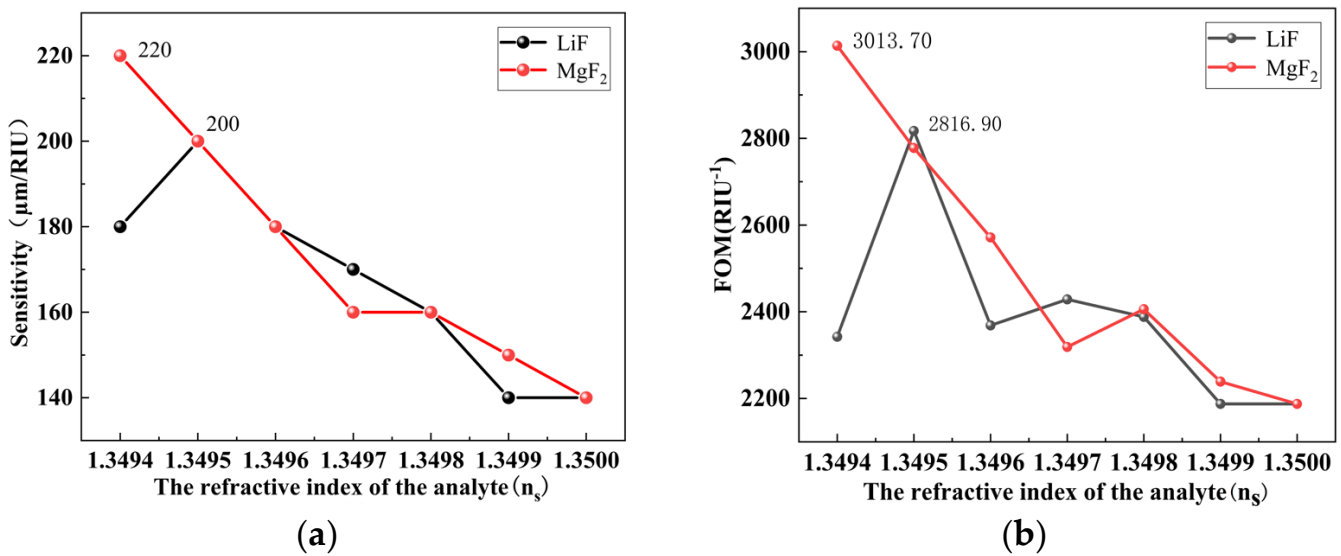 LiF
MgF2
220
200
220
200
180
160
140
Sensitivity (μm/RIU)
1.3494 1.3495 1.3496 1.3497 1.3498 1.3499 1.3500
The refractive index of the analyte(ns)
(a)
LiF
MgF2
3013.70
2816.90
3000
2800
2600
2400
2200
FOM(RIU-1)
1.3494 1.3495 1.3496 1.3497 1.3498 1.3499 1.3500
The refractive index of the analyte(ns)
(b)